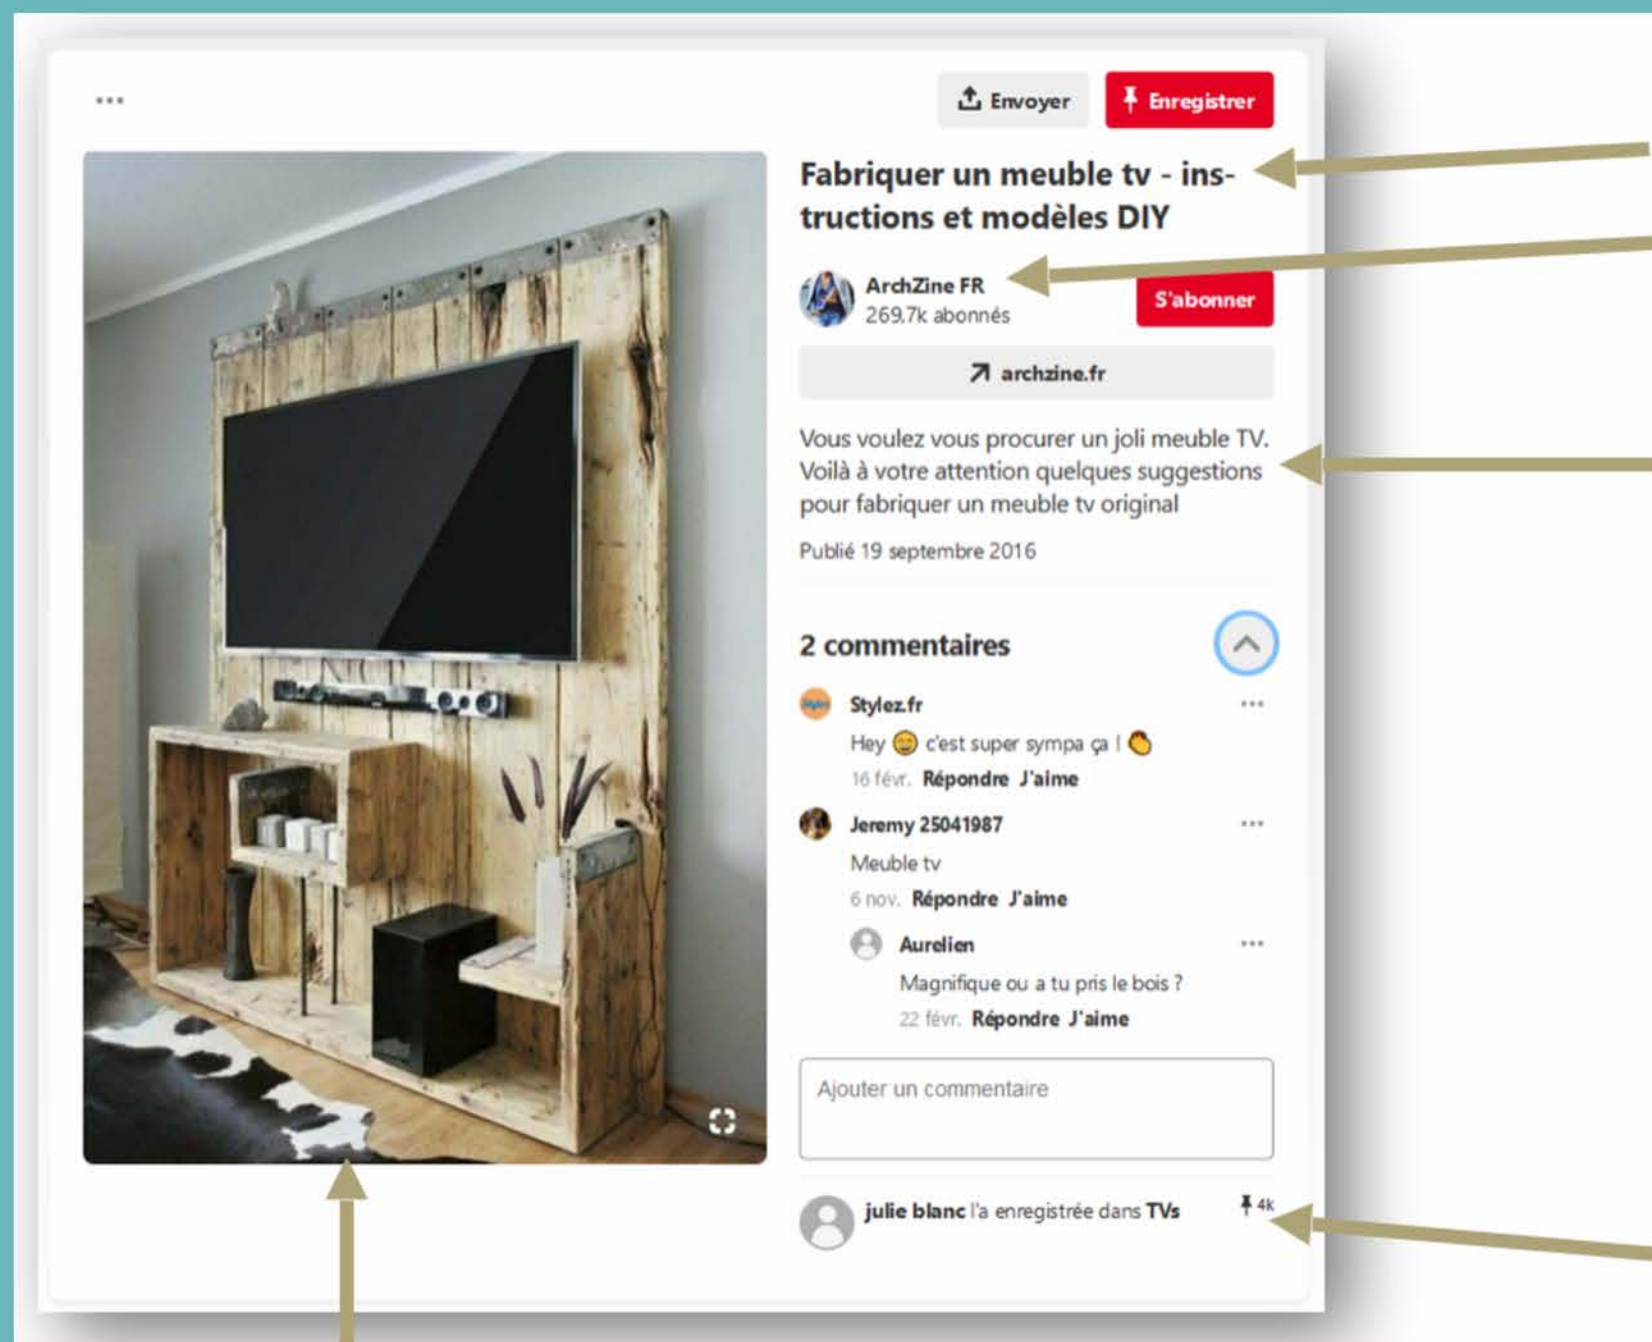 Envoyer
Enregistrer
Fabriquer un meuble tv - ins-
tructions et modèles DIY
ArchZine FR
269.7k abonnés
S'abonner
archzine.fr
Vous voulez vous procurer un joli meuble TV.
Voilà à votre attention quelques suggestions
pour fabriquer un meuble tv original
Publié 19 septembre 2016
2 commentaires
Stylez.fr
Hey 😄 c'est super sympa ça ! 👏
16 févr. Répondre J'aime
Jeremy 25041987
Meuble tv
6 nov. Répondre J'aime
Aurelien
Magnifique ou a tu pris le bois ?
22 févr. Répondre J'aime
Ajouter un commentaire
julie blanc l'a enregistrée dans TVs
4k